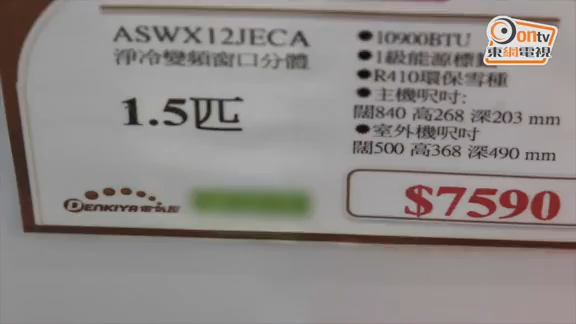 ontv
東網電視
ASWX12JECA
淨冷變頻窗口分體
1.5匹
●10900BTU
●1級能源標
●R410環保雪種
●主機呎吋:
闊840 高268 深203 mm
●室外機呎吋
闊500 高368 深490 mm
DENKIYA
$7590